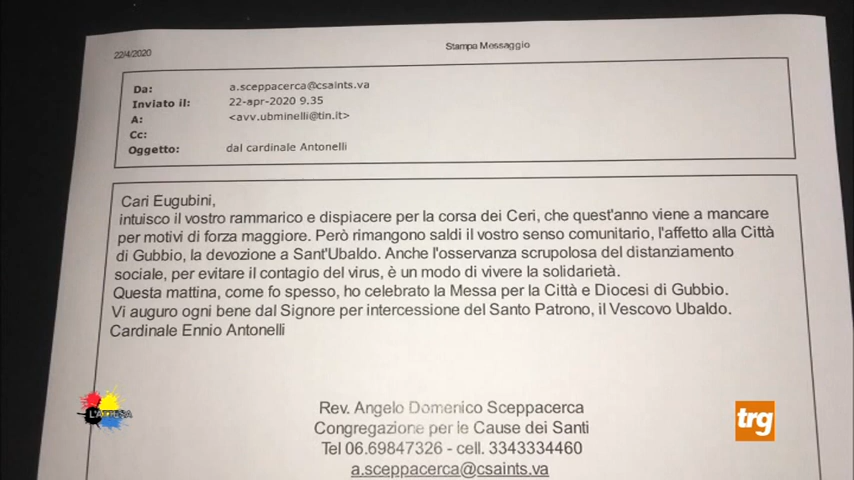 22/4/2020
Stampa Messaggio
Da: a.sceppacerca@csaints.va
Inviato il: 22-apr-2020 9.35
A: <avv.ubminelli@tin.it>
Cc:
Oggetto: dal cardinale Antonelli
Cari Eugubini,
intuisco il vostro rammarico e dispiacere per la corsa dei Ceri, che quest'anno viene a mancare
per motivi di forza maggiore. Però rimangono saldi il vostro senso comunitario, l'affetto alla Città
di Gubbio, la devozione a Sant'Ubaldo. Anche l'osservanza scrupolosa del distanziamento
sociale, per evitare il contagio del virus, è un modo di vivere la solidarietà.
Questa mattina, come fo spesso, ho celebrato la Messa per la Città e Diocesi di Gubbio.
Vi auguro ogni bene dal Signore per intercessione del Santo Patrono, il Vescovo Ubaldo.
Cardinale Ennio Antonelli
Rev. Angelo Domenico Sceppacerca
Congregazione per le Cause dei Santi
Tel 06.69847326 - cell. 3343334460
a.sceppacerca@csaints.va
L'ATTESA
trg